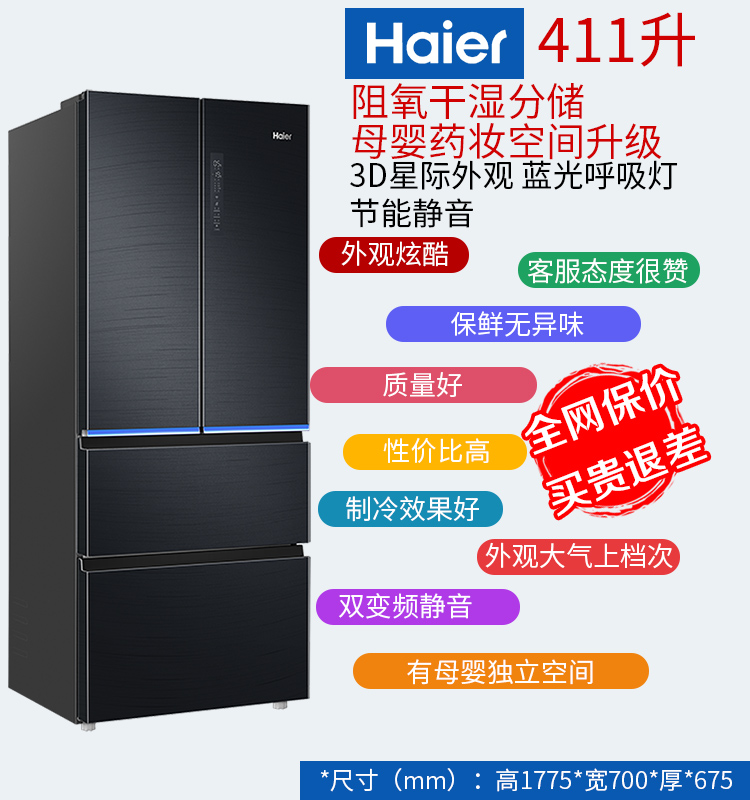 Haier 411升
阻氧干湿分储
母婴药妆空间升级
3D星际外观 蓝光呼吸灯
节能静音
Haier
外观炫酷
客服态度很赞
保鲜无异味
质量好
全网保价
买贵退差
性价比高
制冷效果好
外观大气上档次
双变频静音
有母婴独立空间
*尺寸（mm）：高1775*宽700*厚*675